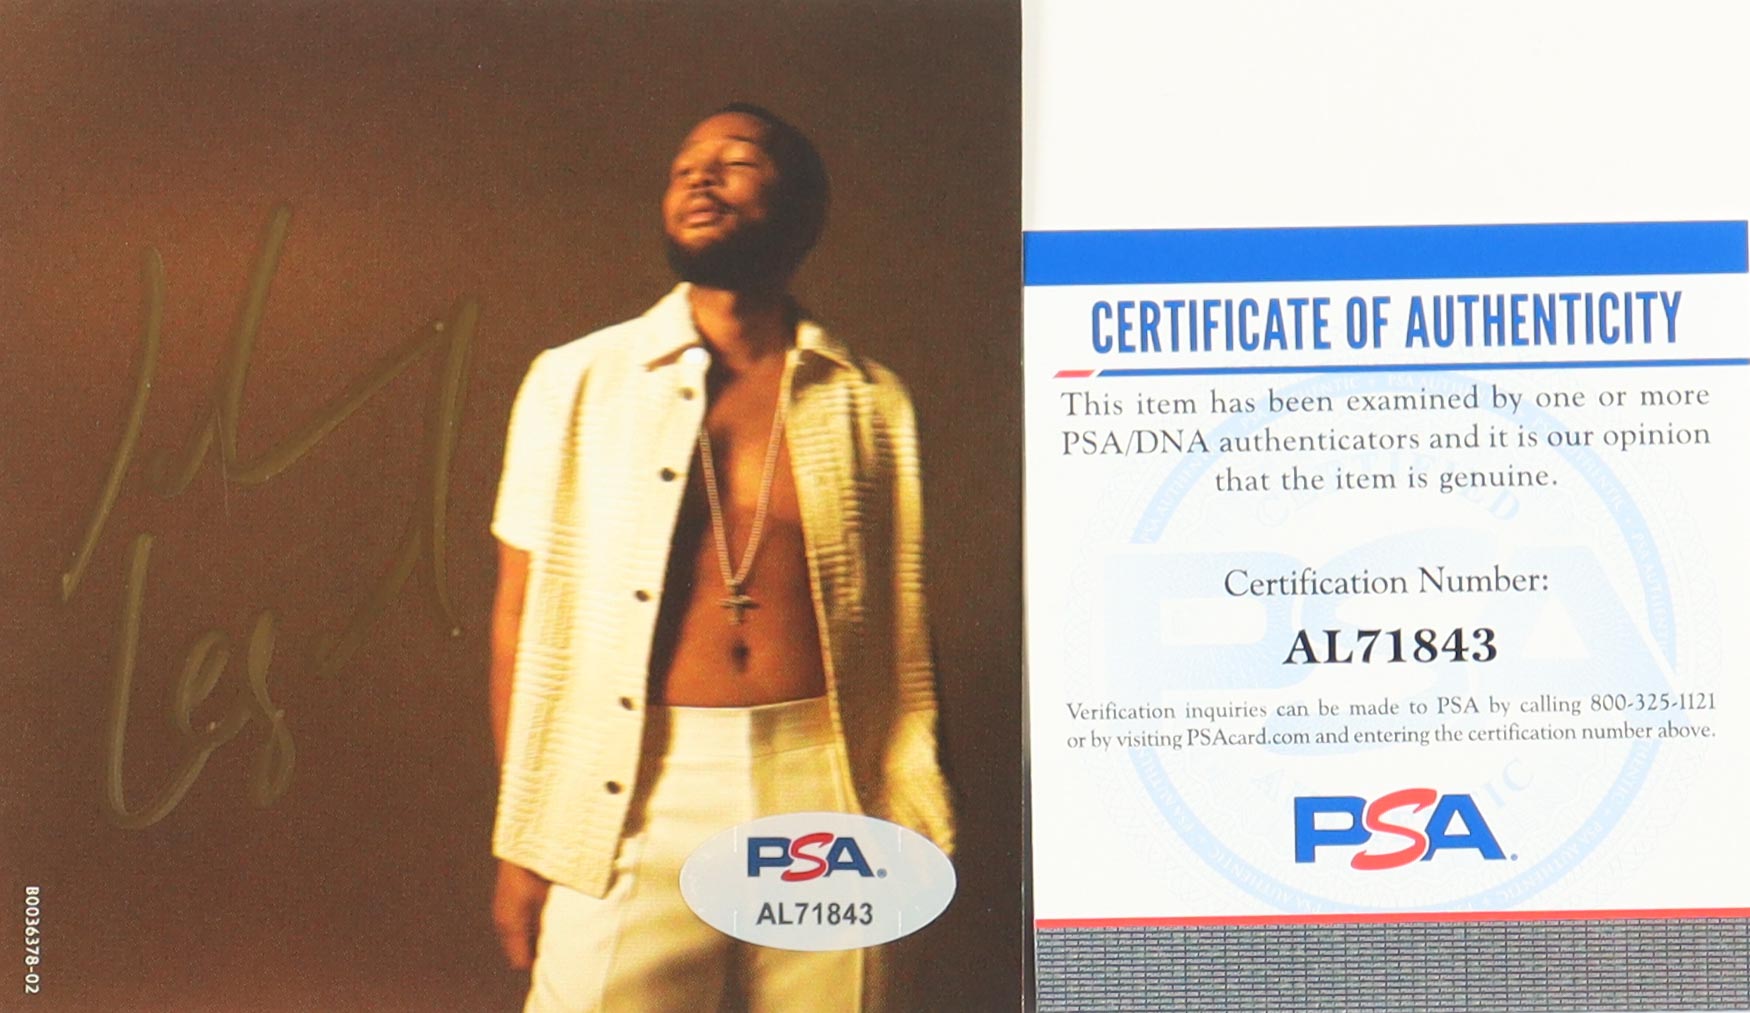 John
Legend
B0036378-02
PSA®
AL71843
CERTIFICATE OF AUTHENTICITY
This item has been examined by one or more
PSA/DNA authenticators and it is our opinion
that the item is genuine.
Certification Number:
AL71843
Verification inquiries can be made to PSA by calling 800-325-1121
or by visiting PSAcard.com and entering the certification number above.
PSA.